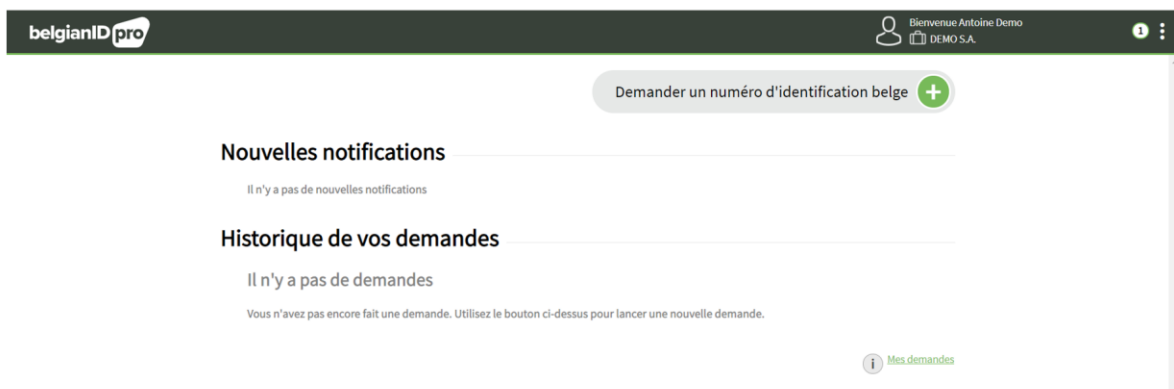 belgianID pro
Bienvenue Antoine Demo
DEMO S.A.
1
Demander un numéro d'identification belge
Nouvelles notifications
Il n'y a pas de nouvelles notifications
Historique de vos demandes
Il n'y a pas de demandes
Vous n'avez pas encore fait une demande. Utilisez le bouton ci-dessus pour lancer une nouvelle demande.
i Mes demandes